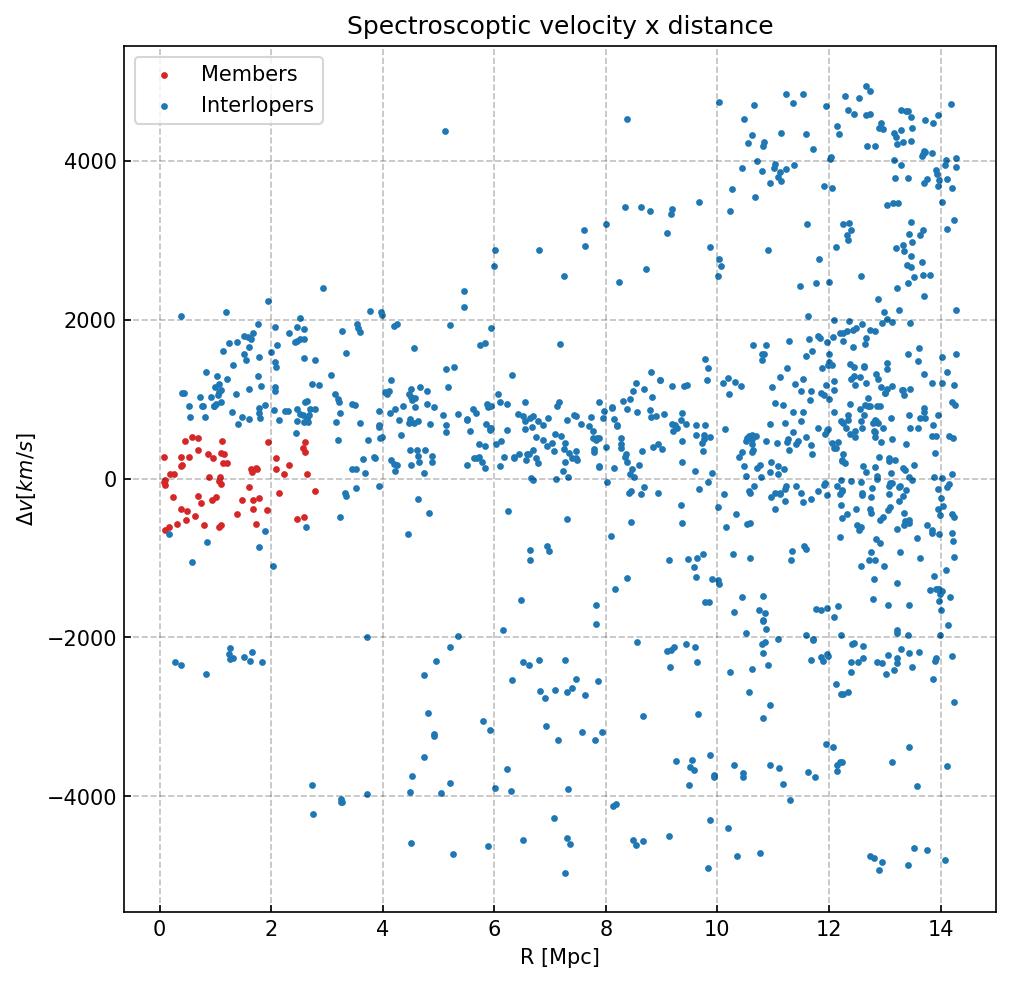 Spectroscoptic velocity x distance
Members
Interlopers
4000
2000
0
−2000
−4000
Δv[km/s]
0 2 4 6 8 10 12 14
R [Mpc]